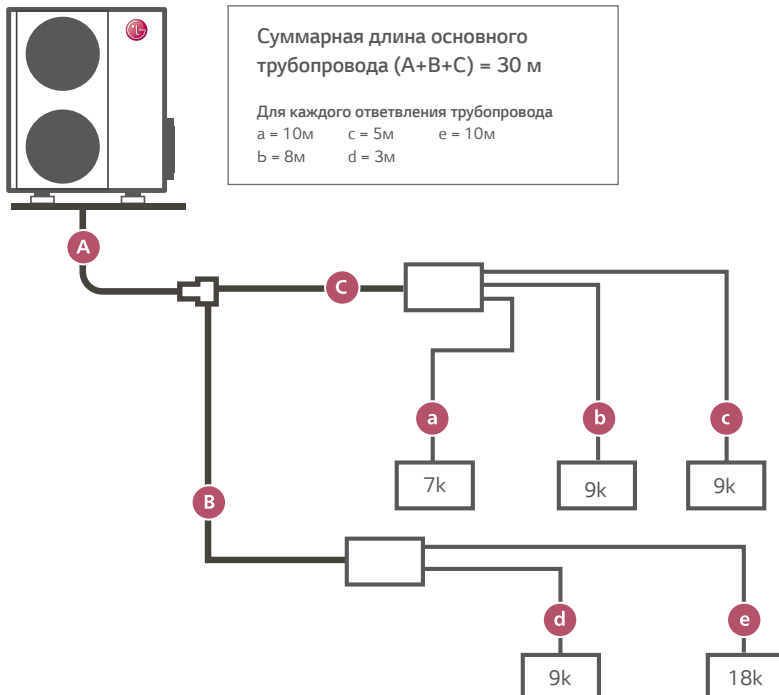 Суммарная длина основного
трубопровода (A+B+C) = 30 м
Для каждого ответвления трубопровода
a = 10м c = 5м e = 10м
b = 8м d = 3м
A
C
a
b
c
7k
9k
9k
B
d
e
9k
18k